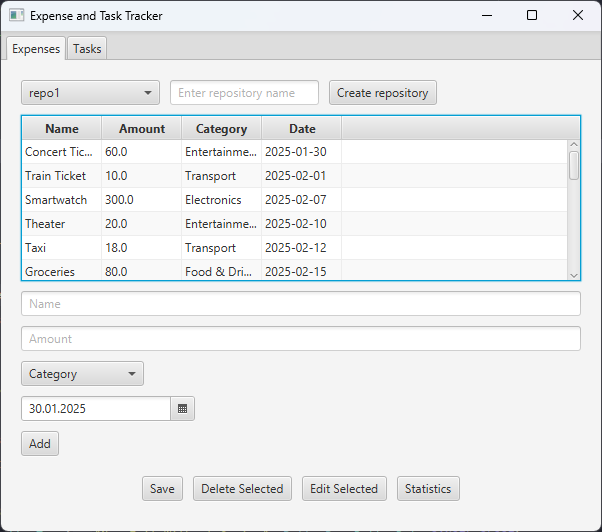 Expense and Task Tracker
Expenses Tasks
repo1 Enter repository name Create repository
Name Amount Category Date
Concert Tic... 60.0 Entertainme... 2025-01-30
Train Ticket 10.0 Transport 2025-02-01
Smartwatch 300.0 Electronics 2025-02-07
Theater 20.0 Entertainme... 2025-02-10
Taxi 18.0 Transport 2025-02-12
Groceries 80.0 Food & Dri... 2025-02-15
Name
Amount
Category
30.01.2025
Add
Save Delete Selected Edit Selected Statistics